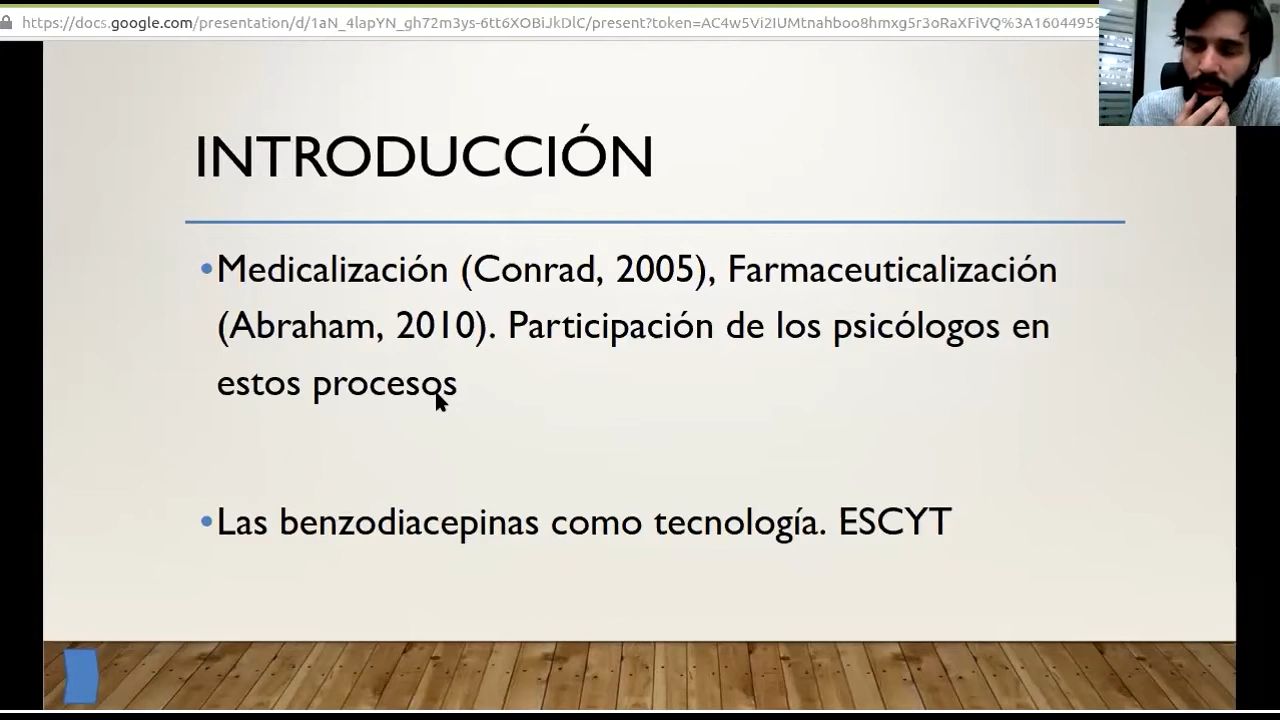 https://docs.google.com/presentation/d/1aN_4lapYN_gh72m3ys-6tt6XOBiJkDlC/present?token=AC4w5Vi2IUMtnahboo8hmxg5r3oRaXFiVQ%3A16044959
INTRODUCCIÓN
•Medicalización (Conrad, 2005), Farmaceuticalización
(Abraham, 2010). Participación de los psicólogos en
estos procesos
•Las benzodiacepinas como tecnología. ESCYT